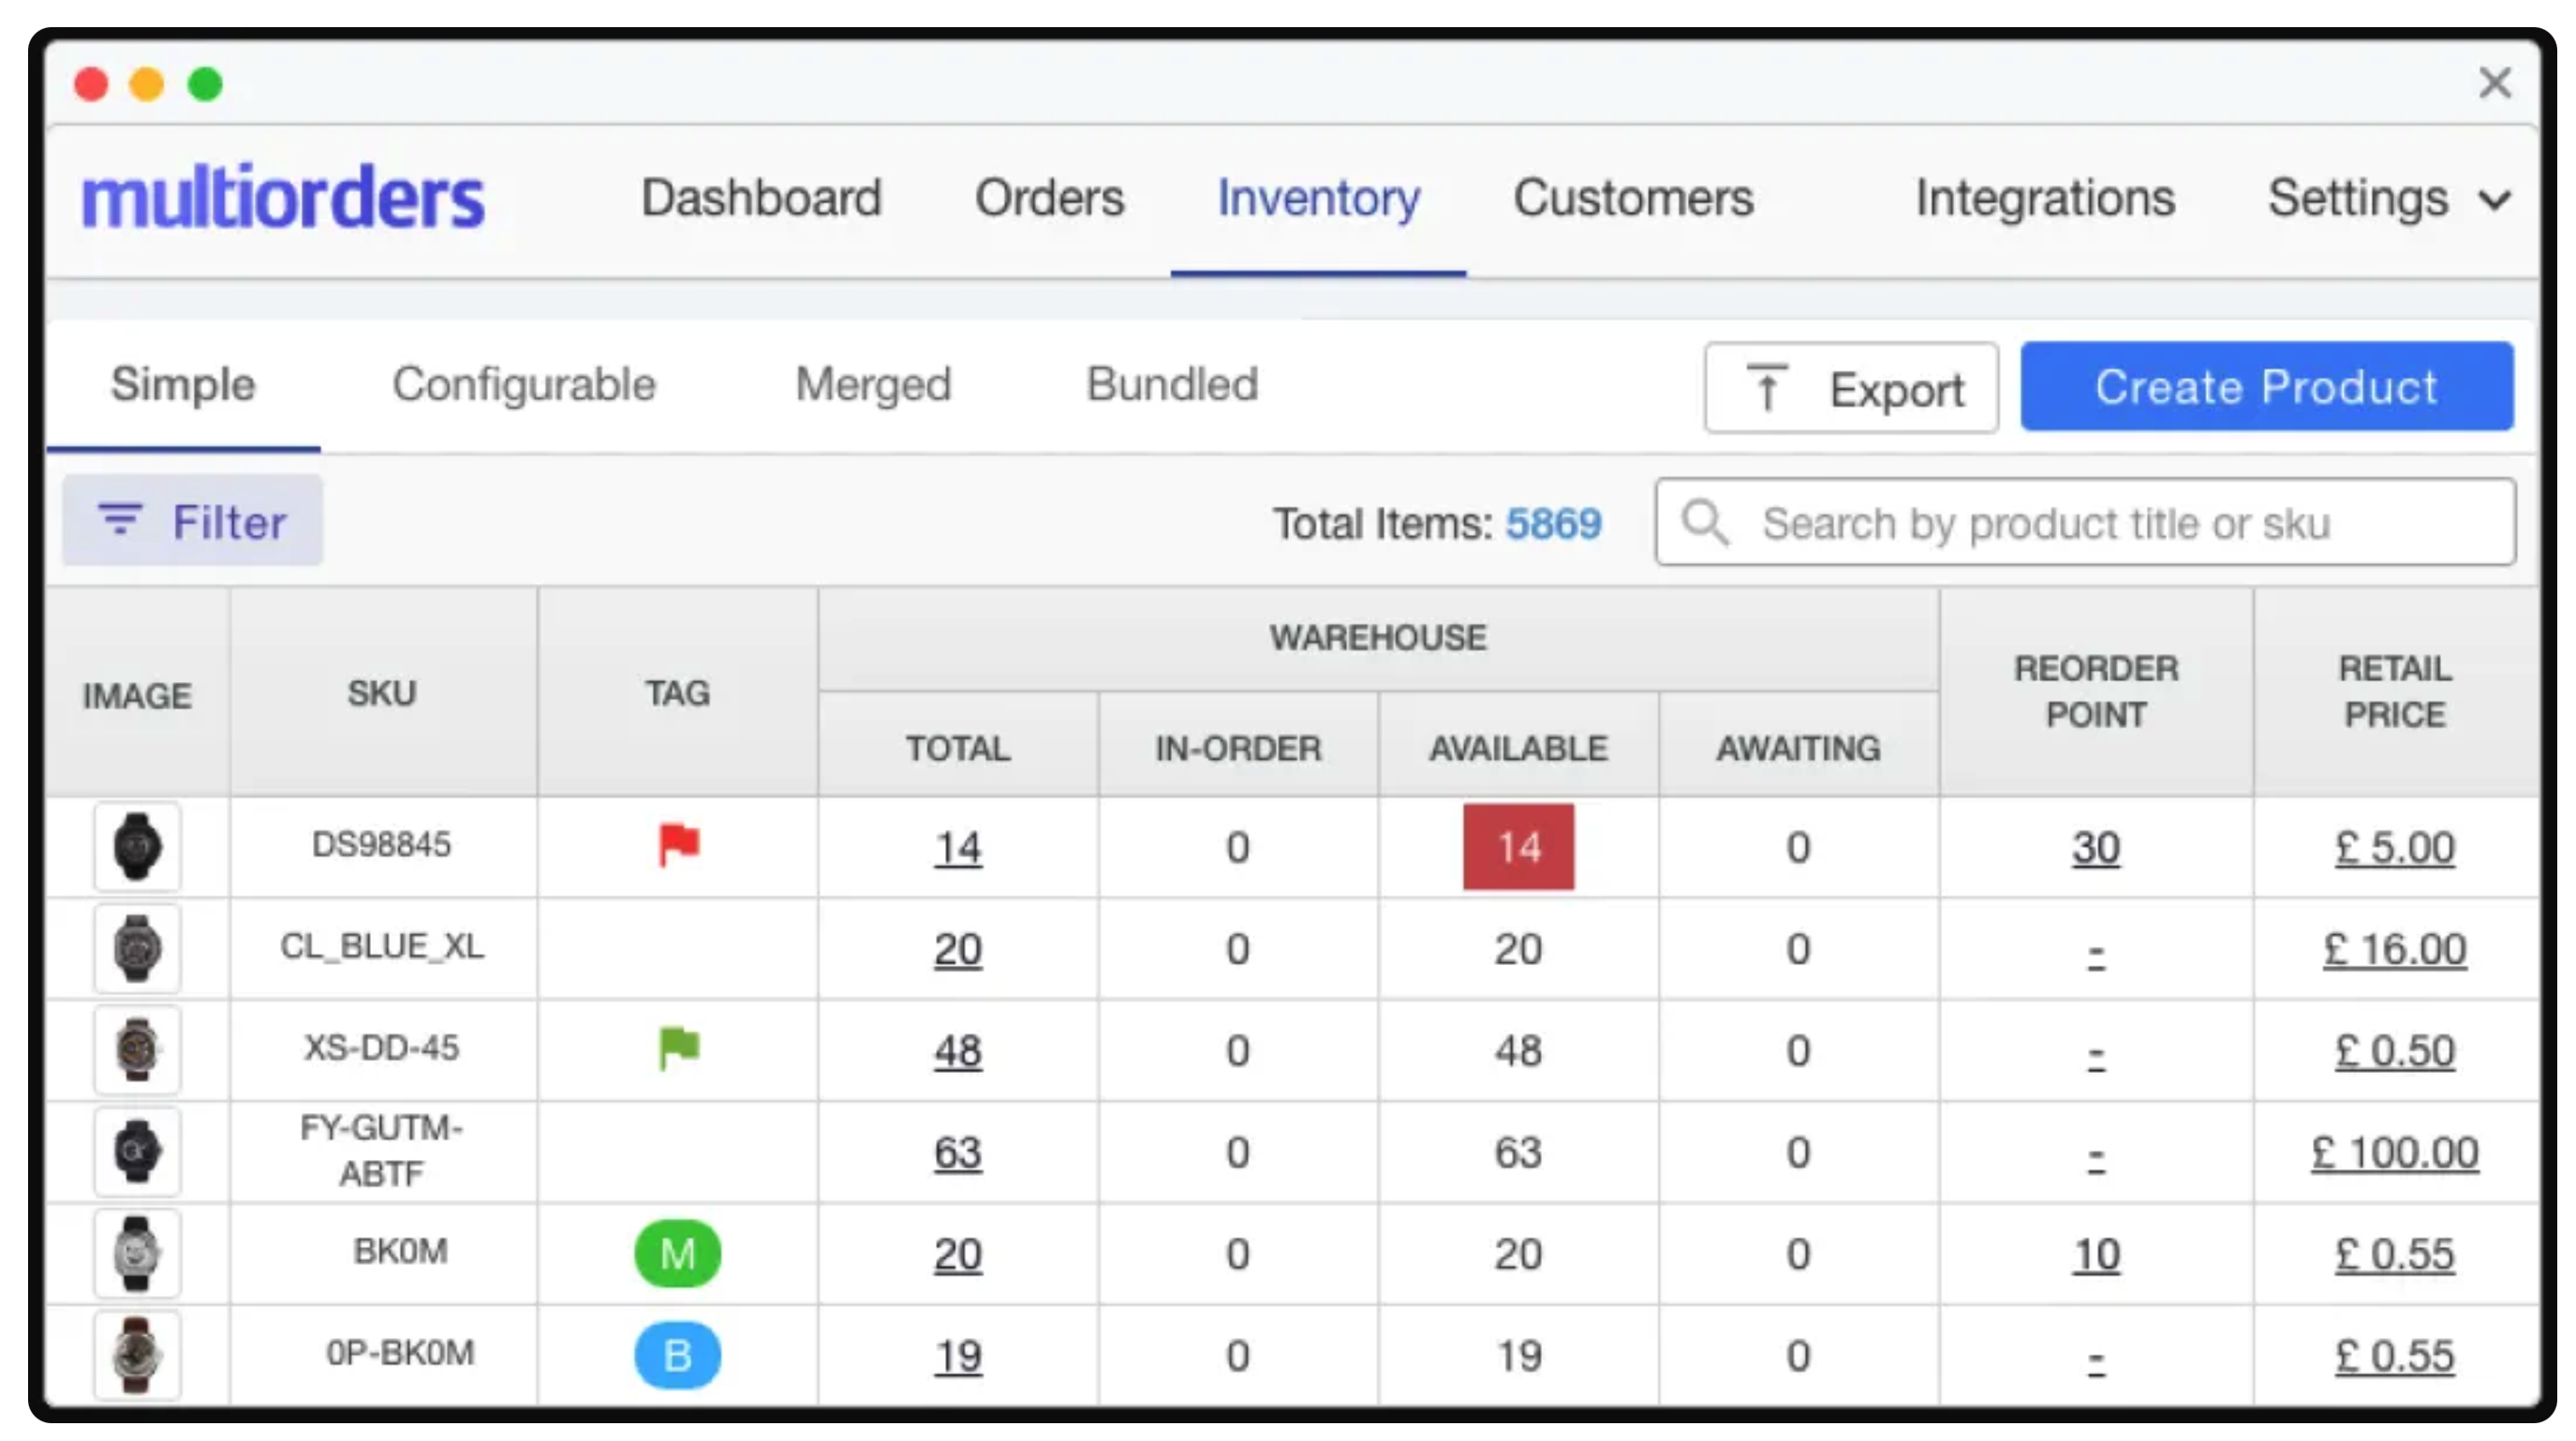 multiorders Dashboard Orders Inventory Customers Integrations Settings
Simple Configurable Merged Bundled Export Create Product
Filter Total Items: 5869 Search by product title or sku
IMAGE SKU TAG WAREHOUSE REORDER POINT RETAIL PRICE
TOTAL IN-ORDER AVAILABLE AWAITING
DS98845 14 0 14 0 30 £ 5.00
CL_BLUE_XL 20 0 20 0 - £ 16.00
XS-DD-45 48 0 48 0 - £ 0.50
FY-GUTM-
ABTF 63 0 63 0 - £ 100.00
BK0M M 20 0 20 0 10 £ 0.55
0P-BK0M B 19 0 19 0 - £ 0.55